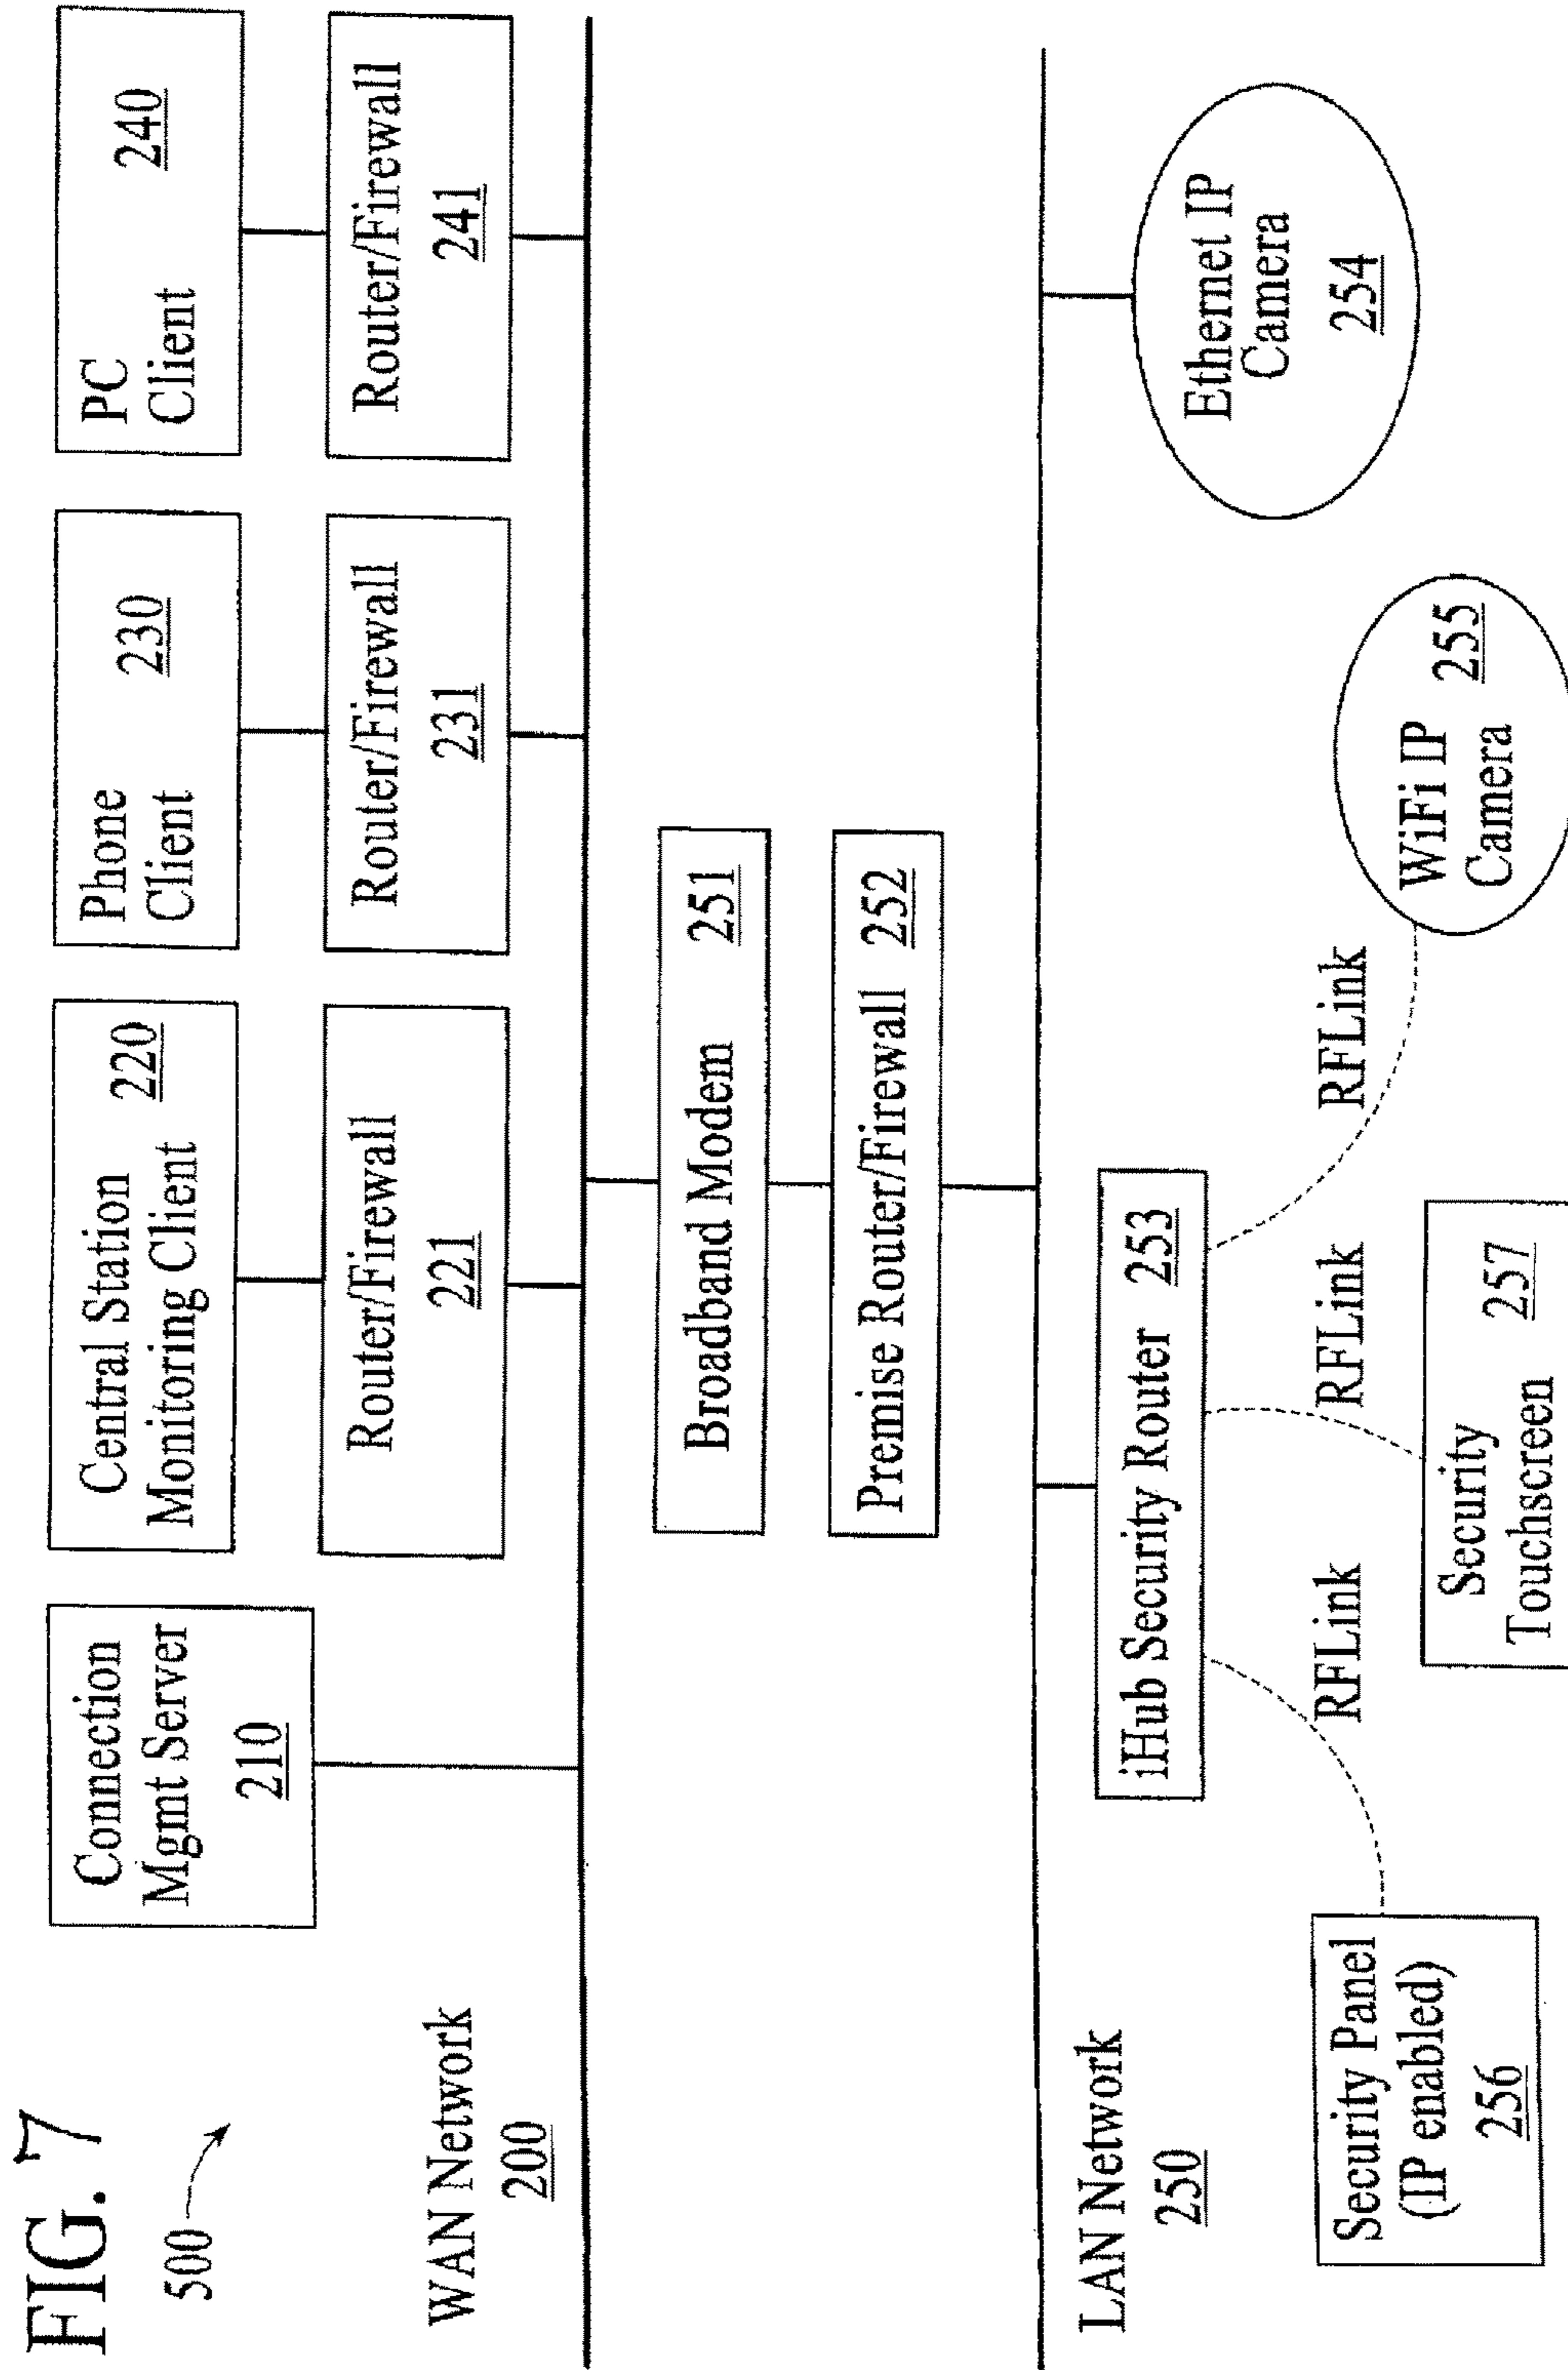 FIG. 7
500
Connection
Mgmt Server
210
Central Station
Monitoring Client
220
Phone
Client
230
PC
Client
240
Router/Firewall
221
Router/Firewall
231
Router/Firewall
241
WAN Network
200
Broadband Modem 251
Premise Router/Firewall 252
LAN Network
250
iHub Security Router 253
RFLink
RFLink
RFLink
Security Panel
(IP enabled)
256
Security
Touchscreen
257
WiFi IP
Camera
255
Ethernet IP
Camera
254